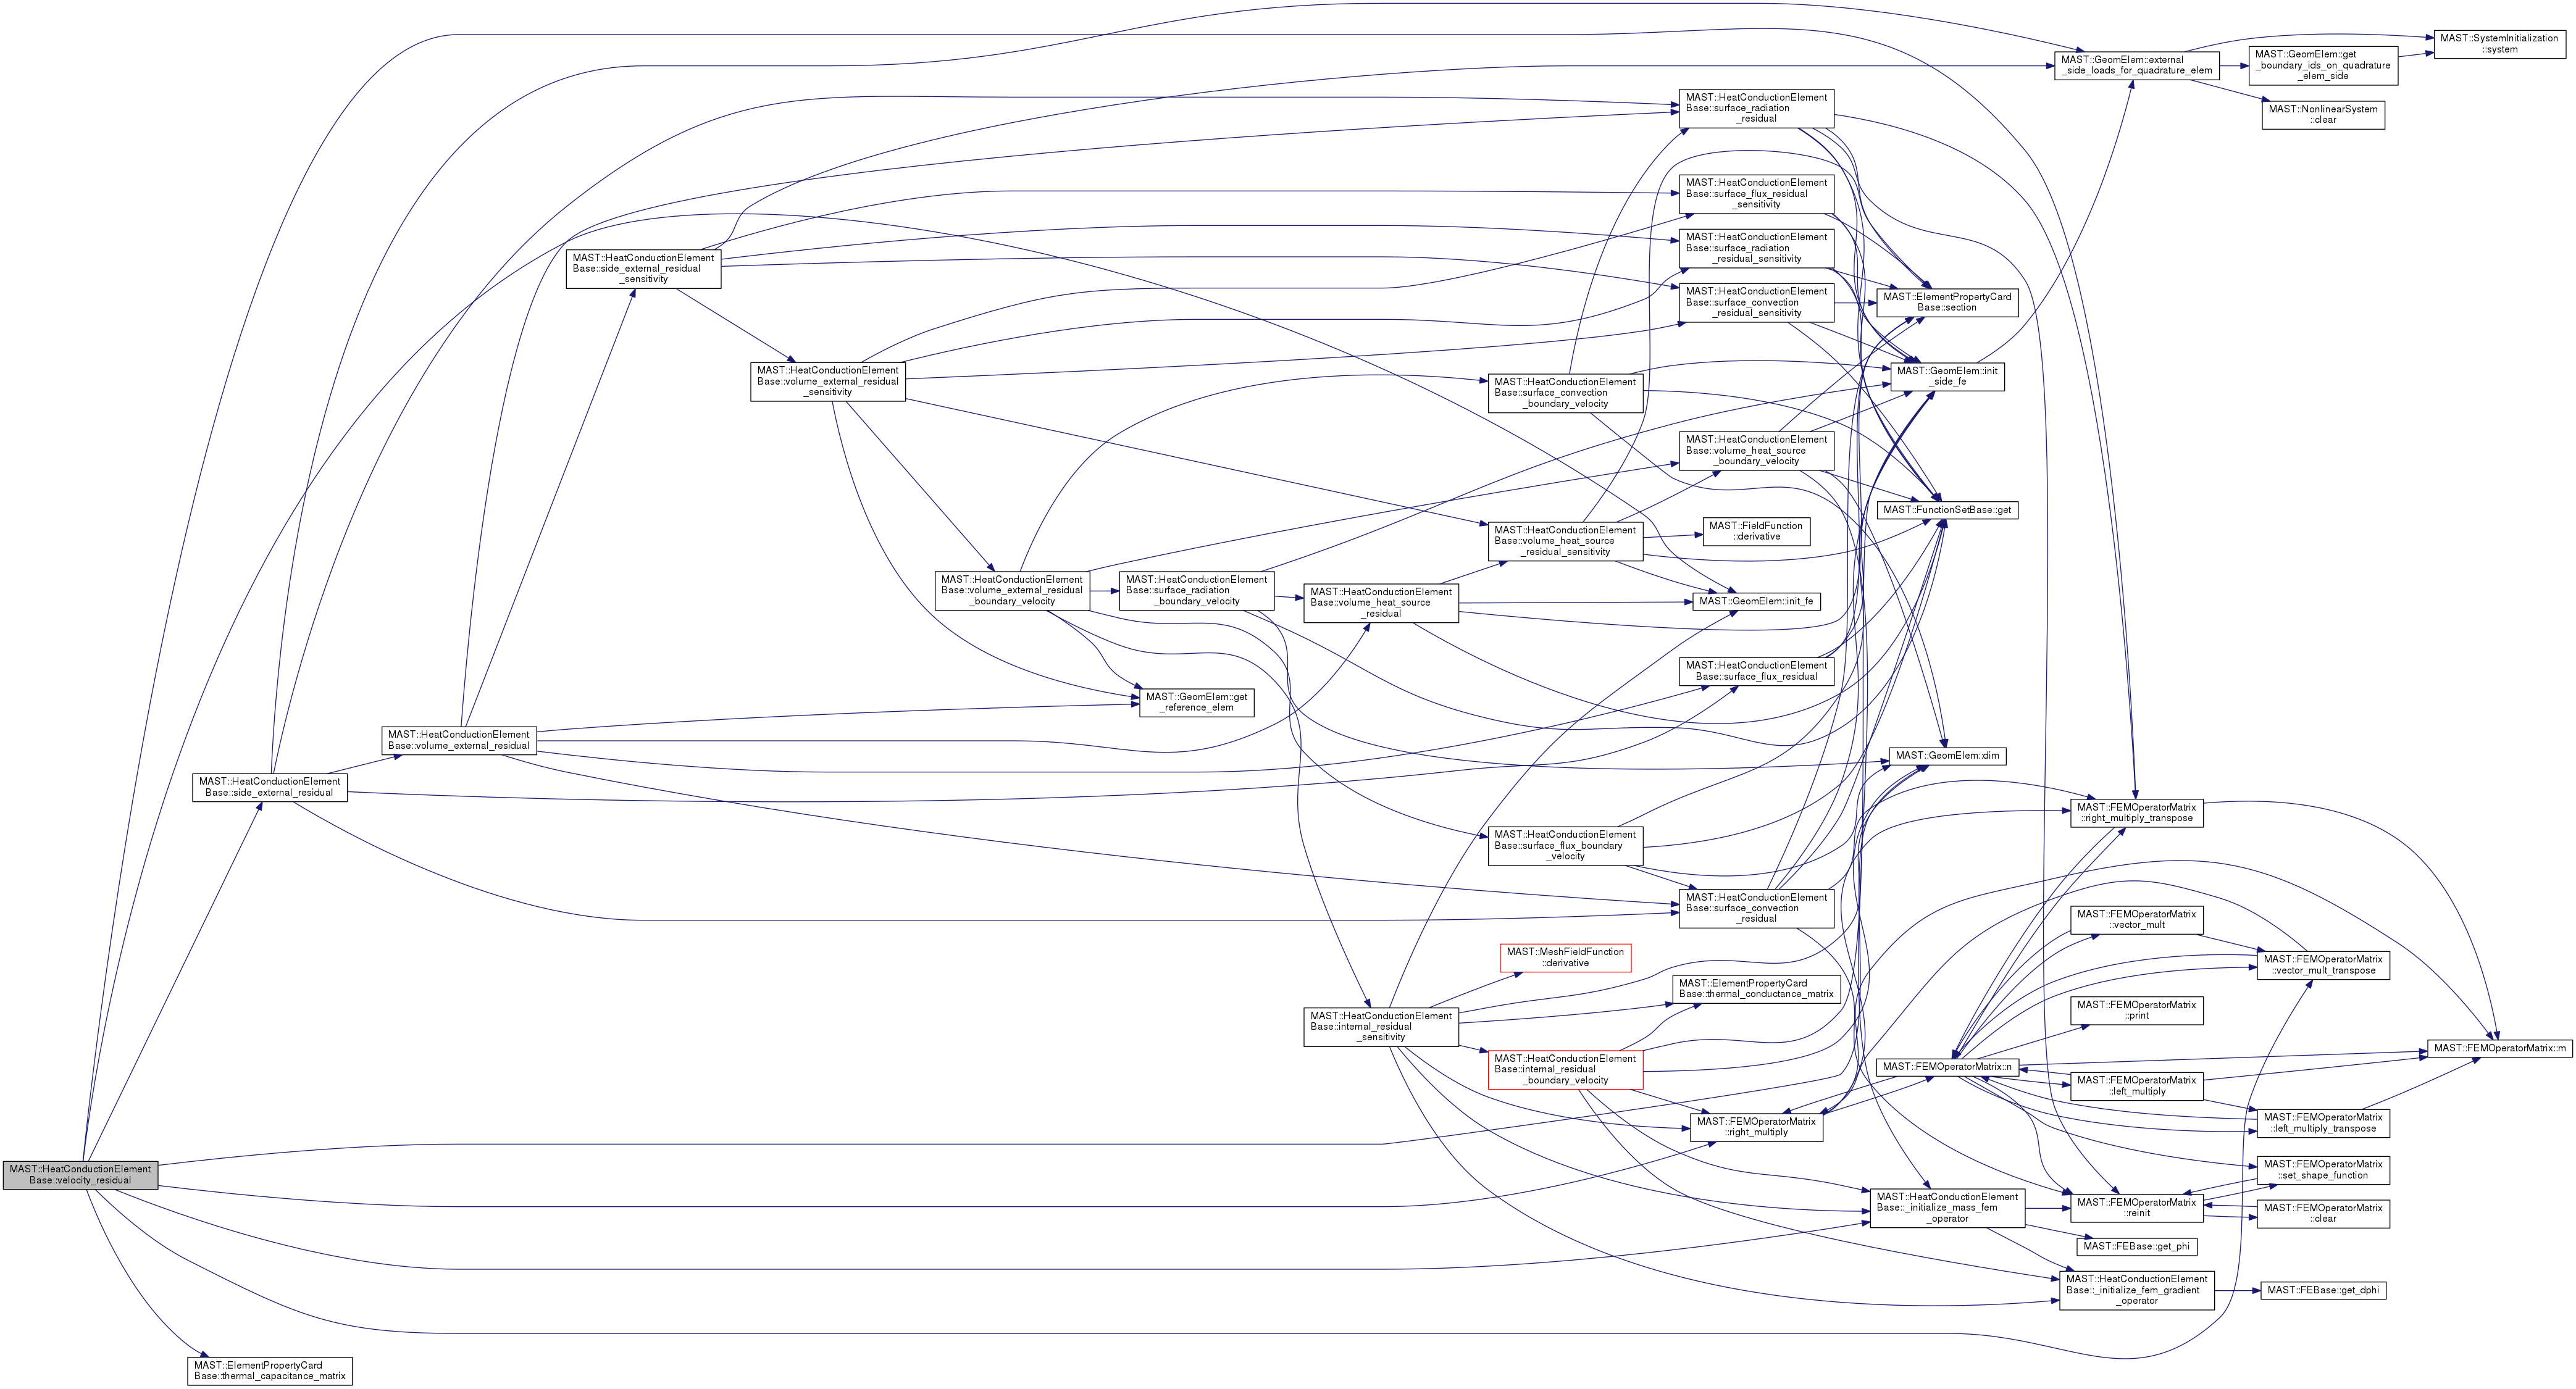 MAST::HeatConductionElement
Base::velocity_residual
MAST::ElementPropertyCard
Base::thermal_capacitance_matrix
MAST::HeatConductionElement
Base::side_external_residual
MAST::HeatConductionElement
Base::volume_external_residual
MAST::HeatConductionElement
Base::side_external_residual
_sensitivity
MAST::HeatConductionElement
Base::volume_external_residual
_sensitivity
MAST::HeatConductionElement
Base::volume_external_residual
_boundary_velocity
MAST::GeomElem::get
_reference_elem
MAST::HeatConductionElement
Base::surface_radiation
_boundary_velocity
MAST::HeatConductionElement
Base::volume_heat_source
_residual
MAST::HeatConductionElement
Base::internal_residual
_sensitivity
MAST::HeatConductionElement
Base::surface_convection
_boundary_velocity
MAST::HeatConductionElement
Base::volume_heat_source
_residual_sensitivity
MAST::HeatConductionElement
Base::surface_flux_boundary
_velocity
MAST::MeshFieldFunction
::derivative
MAST::HeatConductionElement
Base::internal_residual
_boundary_velocity
MAST::HeatConductionElement
Base::surface_radiation
_residual
MAST::HeatConductionElement
Base::surface_flux_residual
_sensitivity
MAST::HeatConductionElement
Base::surface_radiation
_residual_sensitivity
MAST::HeatConductionElement
Base::surface_convection
_residual_sensitivity
MAST::HeatConductionElement
Base::volume_heat_source
_boundary_velocity
MAST::FieldFunction
::derivative
MAST::GeomElem::init_fe
MAST::HeatConductionElement
Base::surface_flux_residual
MAST::HeatConductionElement
Base::surface_convection
_residual
MAST::ElementPropertyCard
Base::thermal_conductance_matrix
MAST::FEMOperatorMatrix
::right_multiply
MAST::ElementPropertyCard
Base::section
MAST::GeomElem::init
_side_fe
MAST::FunctionSetBase::get
MAST::GeomElem::dim
MAST::FEMOperatorMatrix::n
MAST::HeatConductionElement
Base::_initialize_mass_fem
_operator
MAST::GeomElem::external
_side_loads_for_quadrature_elem
MAST::FEMOperatorMatrix
::right_multiply_transpose
MAST::FEMOperatorMatrix
::vector_mult
MAST::FEMOperatorMatrix
::print
MAST::FEMOperatorMatrix
::left_multiply
MAST::FEMOperatorMatrix
::reinit
MAST::FEBase::get_phi
MAST::HeatConductionElement
Base::_initialize_fem_gradient
_operator
MAST::GeomElem::get
_boundary_ids_on_quadrature
_elem_side
MAST::NonlinearSystem
::clear
MAST::FEMOperatorMatrix
::vector_mult_transpose
MAST::FEMOperatorMatrix
::left_multiply_transpose
MAST::FEMOperatorMatrix
::set_shape_function
MAST::FEMOperatorMatrix
::clear
MAST::FEBase::get_dphi
MAST::SystemInitialization
::system
MAST::FEMOperatorMatrix::m